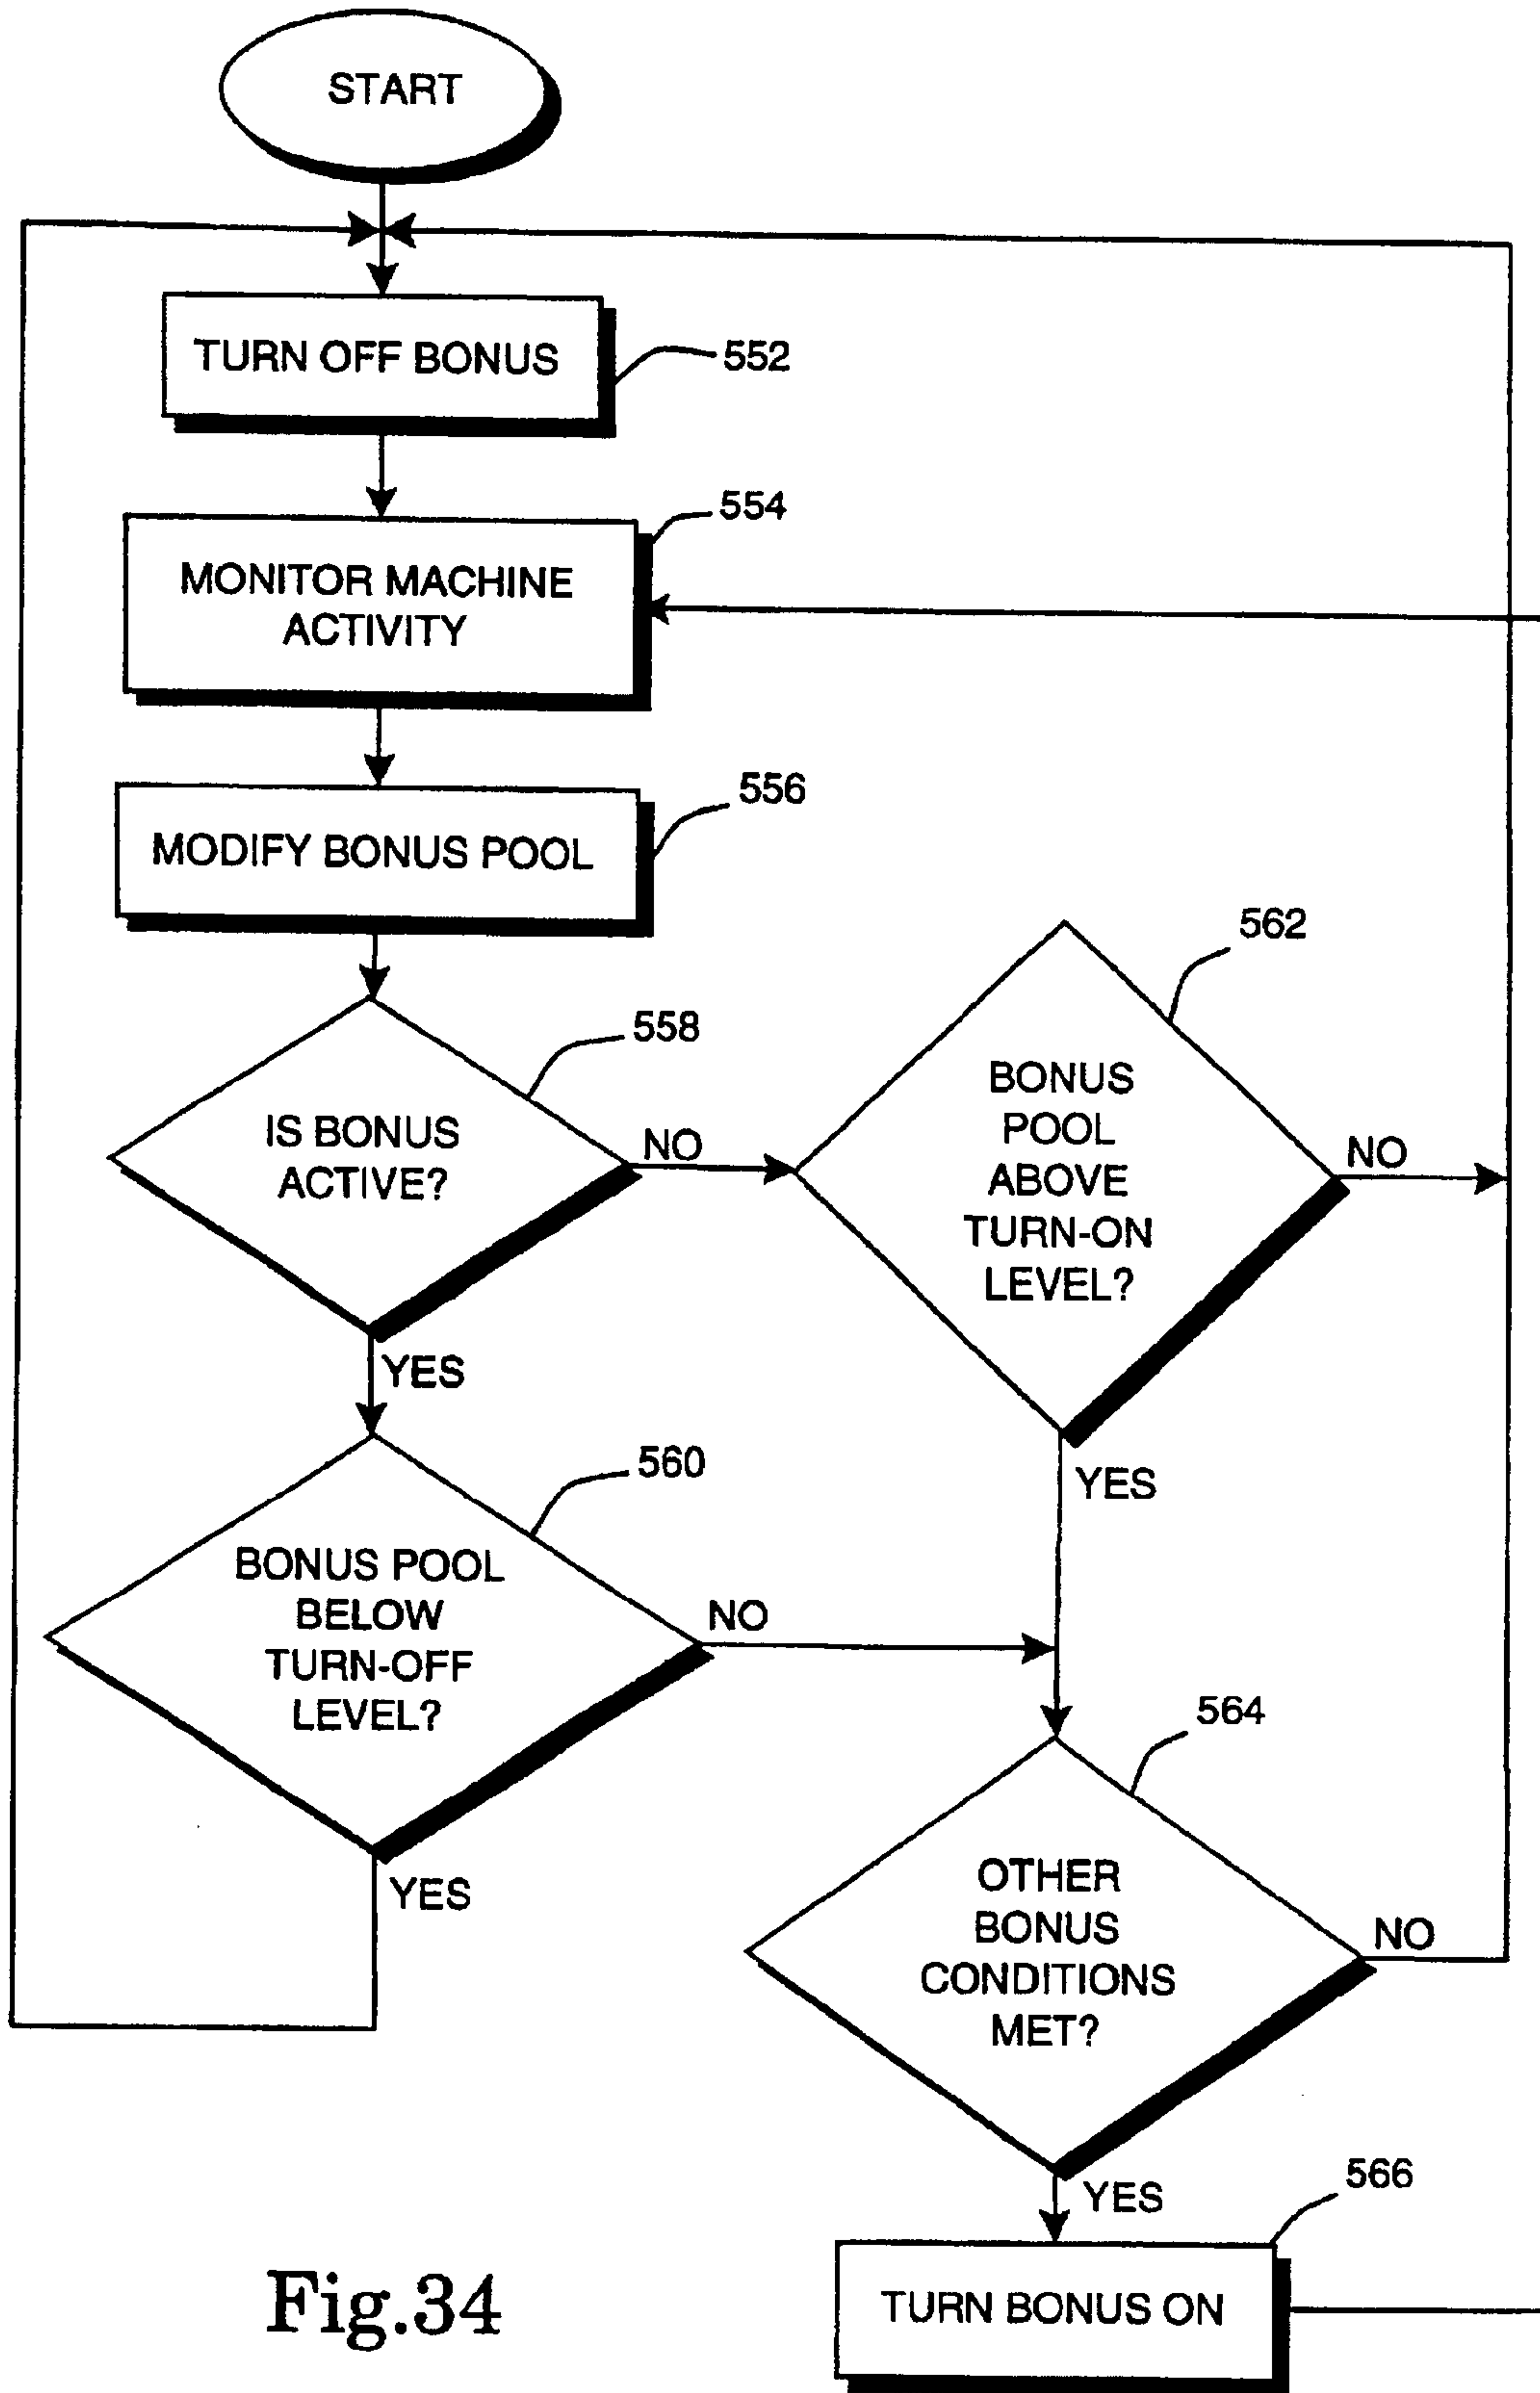 START
TURN OFF BONUS
552
554
MONITOR MACHINE
ACTIVITY
556
MODIFY BONUS POOL
562
558
BONUS
POOL
ABOVE
TURN-ON
LEVEL?
IS BONUS
ACTIVE?
NO
NO
YES
YES
560
BONUS POOL
BELOW
TURN-OFF
LEVEL?
NO
564
YES
OTHER
BONUS
CONDITIONS
MET?
NO
YES
566
TURN BONUS ON
Fig.34